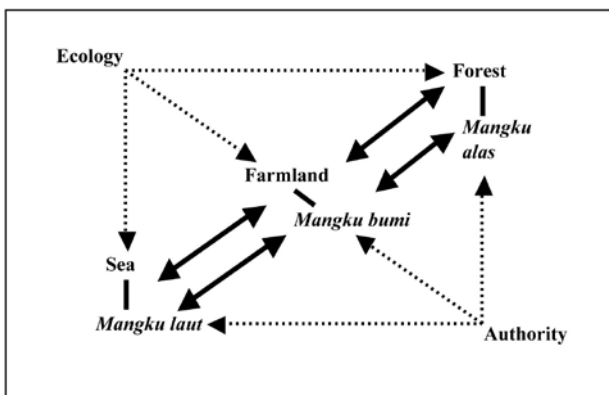 Ecology
Forest
Mangku
alas
Farmland
Mangku bumi
Sea
Mangku laut
Authority